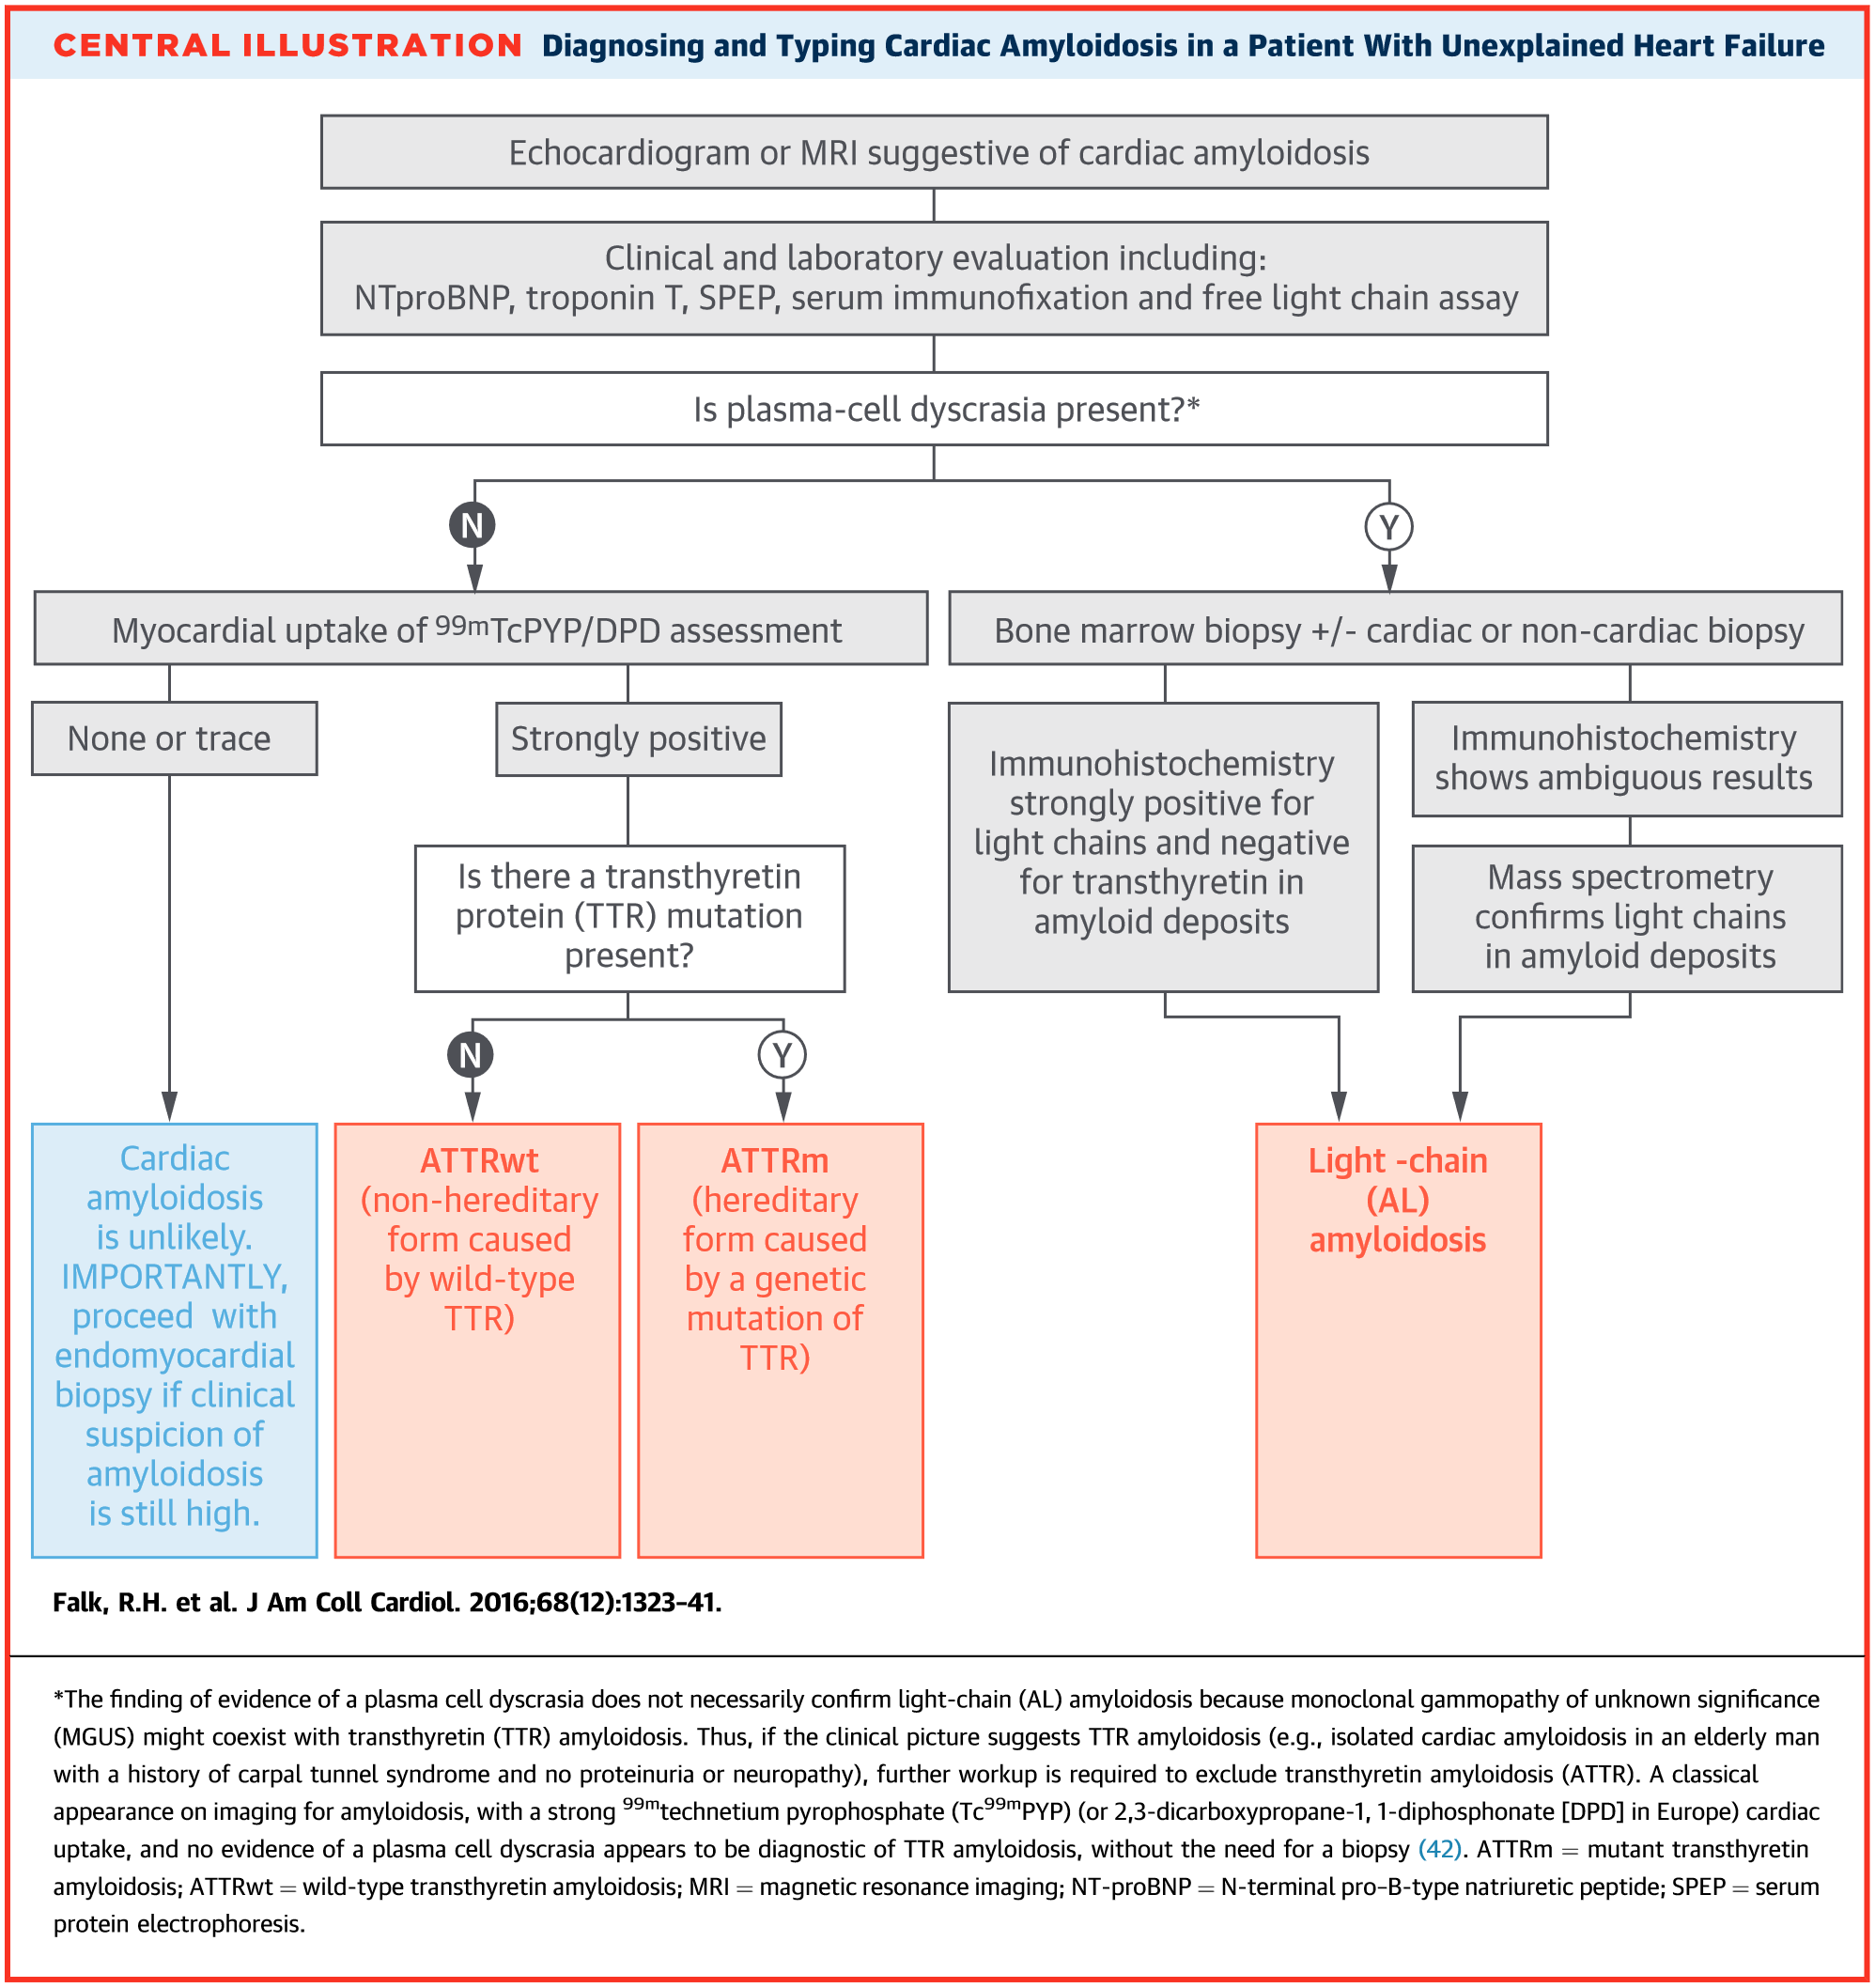 CENTRAL ILLUSTRATION Diagnosing and Typing Cardiac Amyloidosis in a Patient With Unexplained Heart Failure
Echocardiogram or MRI suggestive of cardiac amyloidosis
Clinical and laboratory evaluation including:
NTproBNP, troponin T, SPEP, serum immunofixation and free light chain assay
Is plasma-cell dyscrasia present?*
N
Y
Myocardial uptake of 99mTcPYP/DPD assessment
None or trace
Strongly positive
Is there a transthyretin
protein (TTR) mutation
present?
N
Y
Cardiac
amyloidosis
is unlikely.
IMPORTANTLY,
proceed with
endomyocardial
biopsy if clinical
suspicion of
amyloidosis
is still high.
ATTRwt
(non-hereditary
form caused
by wild-type
TTR)
ATTRm
(hereditary
form caused
by a genetic
mutation of
TTR)
Bone marrow biopsy +/- cardiac or non-cardiac biopsy
Immunohistochemistry
strongly positive for
light chains and negative
for transthyretin in
amyloid deposits
Immunohistochemistry
shows ambiguous results
Mass spectrometry
confirms light chains
in amyloid deposits
Light -chain
(AL)
amyloidosis
Falk, R.H. et al. J Am Coll Cardiol. 2016;68(12):1323–41.
*The finding of evidence of a plasma cell dyscrasia does not necessarily confirm light-chain (AL) amyloidosis because monoclonal gammopathy of unknown significance
(MGUS) might coexist with transthyretin (TTR) amyloidosis. Thus, if the clinical picture suggests TTR amyloidosis (e.g., isolated cardiac amyloidosis in an elderly man
with a history of carpal tunnel syndrome and no proteinuria or neuropathy), further workup is required to exclude transthyretin amyloidosis (ATTR). A classical
appearance on imaging for amyloidosis, with a strong 99mtechnetium pyrophosphate (Tc99mPYP) (or 2,3-dicarboxypropane-1, 1-diphosphonate [DPD] in Europe) cardiac
uptake, and no evidence of a plasma cell dyscrasia appears to be diagnostic of TTR amyloidosis, without the need for a biopsy (42). ATTRm = mutant transthyretin
amyloidosis; ATTRwt = wild-type transthyretin amyloidosis; MRI = magnetic resonance imaging; NT-proBNP = N-terminal pro–B-type natriuretic peptide; SPEP = serum
protein electrophoresis.